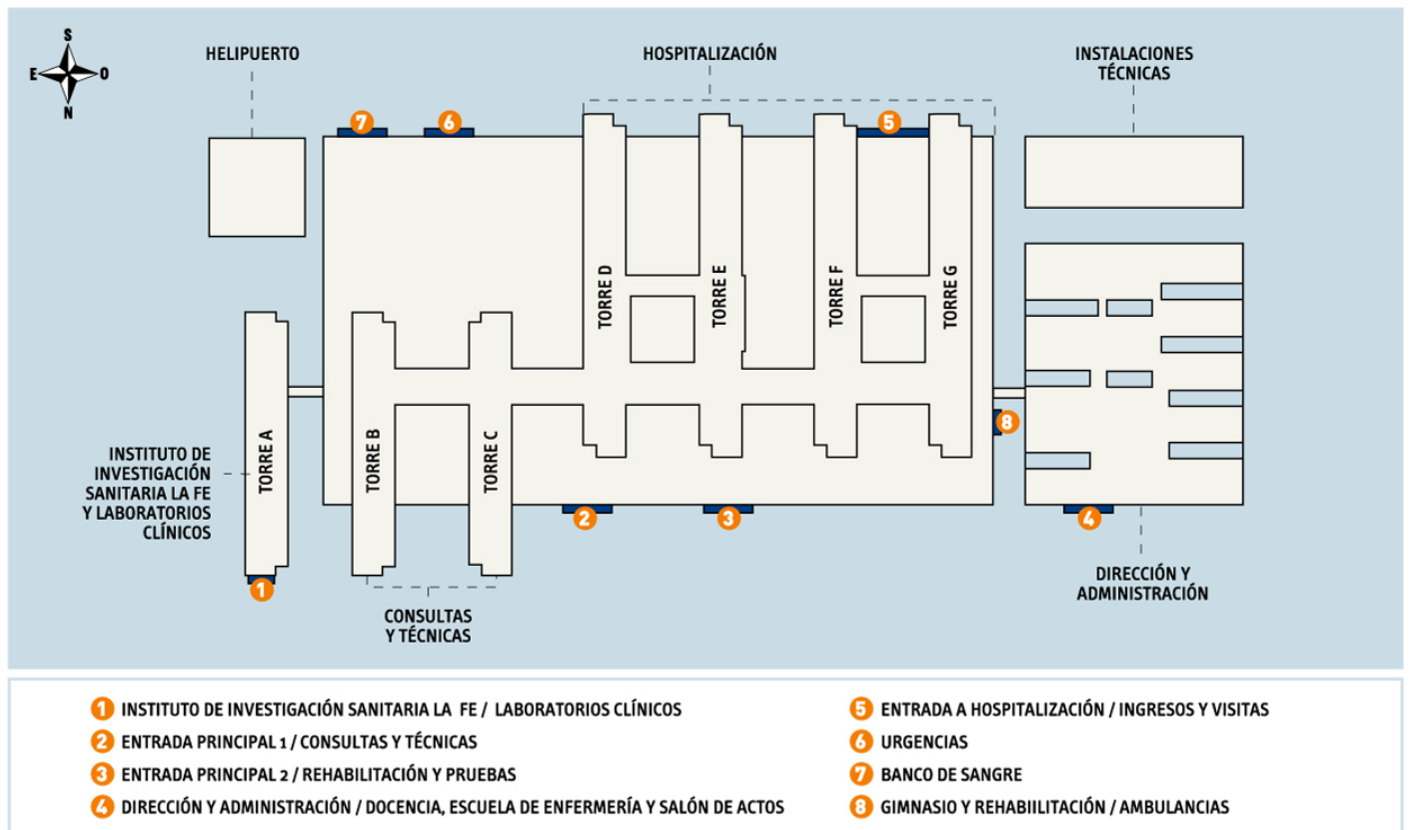 S
E
O
N
HELIPUERTO
HOSPITALIZACIÓN
INSTALACIONES
TÉCNICAS
7
6
5
TORRE D
TORRE E
TORRE F
TORRE G
TORRE A
TORRE B
TORRE C
8
INSTITUTO DE
INVESTIGACIÓN
SANITARIA LA FE
Y LABORATORIOS
CLÍNICOS
2
3
4
1
CONSULTAS
Y TÉCNICAS
DIRECCIÓN Y
ADMINISTRACIÓN
1 INSTITUTO DE INVESTIGACIÓN SANITARIA LA FE / LABORATORIOS CLÍNICOS
2 ENTRADA PRINCIPAL 1 / CONSULTAS Y TÉCNICAS
3 ENTRADA PRINCIPAL 2 / REHABILITACIÓN Y PRUEBAS
4 DIRECCIÓN Y ADMINISTRACIÓN / DOCENCIA, ESCUELA DE ENFERMERÍA Y SALÓN DE ACTOS
5 ENTRADA A HOSPITALIZACIÓN / INGRESOS Y VISITAS
6 URGENCIAS
7 BANCO DE SANGRE
8 GIMNASIO Y REHABIILITACIÓN / AMBULANCIAS